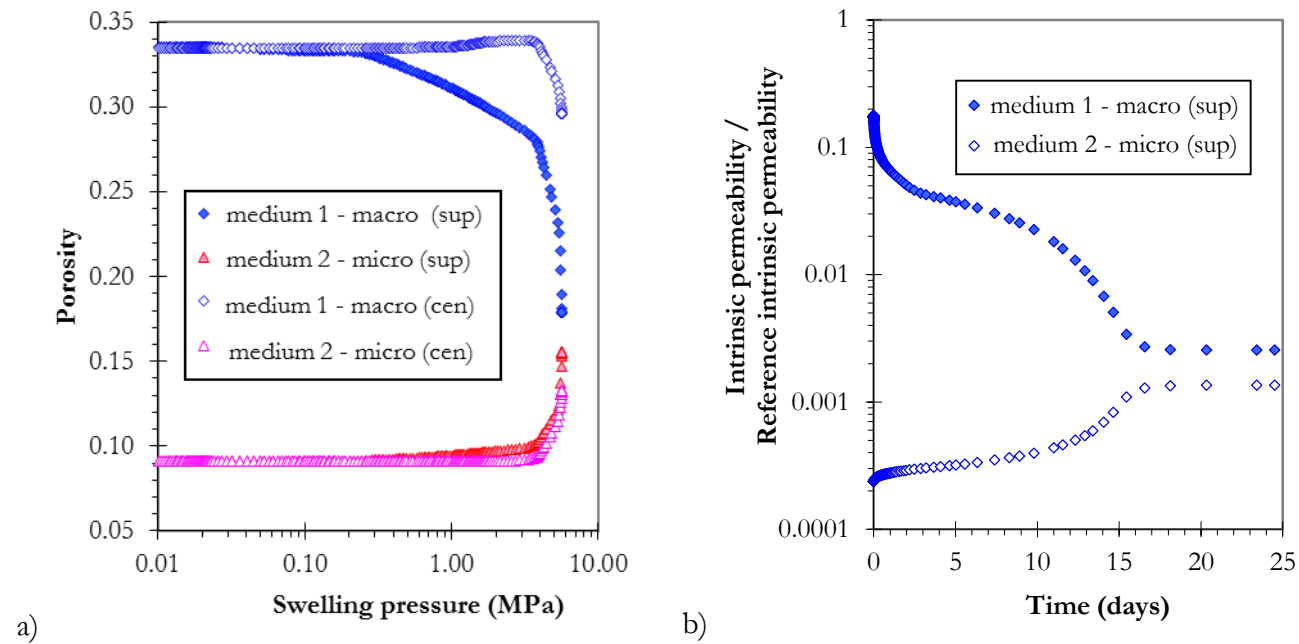 0.35
0.30
0.25
0.20
0.15
0.10
0.05
Porosity
medium 1 - macro (sup)
medium 2 - micro (sup)
medium 1 - macro (cen)
medium 2 - micro (cen)
0.01 0.10 1.00 10.00
Swelling pressure (MPa)
a)
1
0.1
0.01
0.001
0.0001
Intrinsic permeability /
Reference intrinsic permeability
medium 1 - macro (sup)
medium 2 - micro (sup)
0 5 10 15 20 25
Time (days)
b)